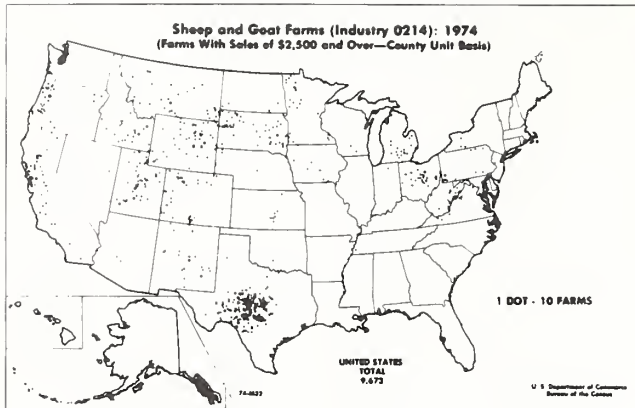 Sheep and Goat Farms (Industry 0214): 1974
(Farms With Sales of $2,500 and Over—County Unit Basis)
1 DOT - 10 FARMS
UNITED STATES
TOTAL
9,673
U S Department of Commerce
Bureau of the Census